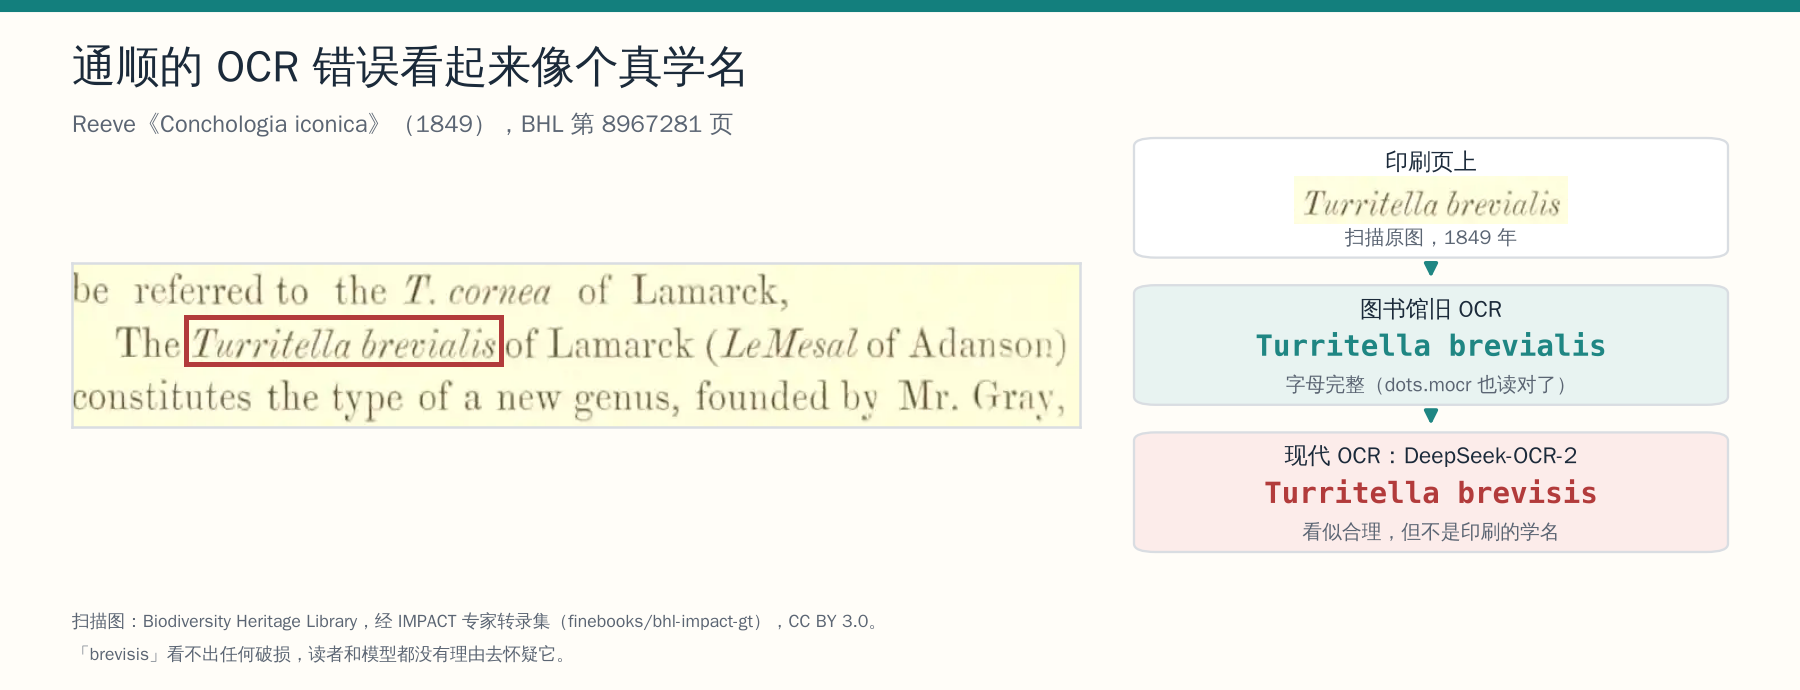 通顺的 OCR 错误看起来像个真学名
Reeve《Conchologia iconica》（1849），BHL 第 8967281 页
be referred to the T. cornea of Lamarck,
The Turritella brevialis of Lamarck (Le Mesal of Adanson)
constitutes the type of a new genus, founded by Mr. Gray,
印刷页上
Turritella brevialis
扫描原图，1849 年
图书馆旧 OCR
Turritella brevialis
字母完整（dots.mocr 也读对了）
现代 OCR：DeepSeek-OCR-2
Turritella brevisis
看似合理，但不是印刷的学名
扫描图：Biodiversity Heritage Library，经 IMPACT 专家转录集（finebooks/bhl-impact-gt），CC BY 3.0。
「brevisis」看不出任何破损，读者和模型都没有理由去怀疑它。